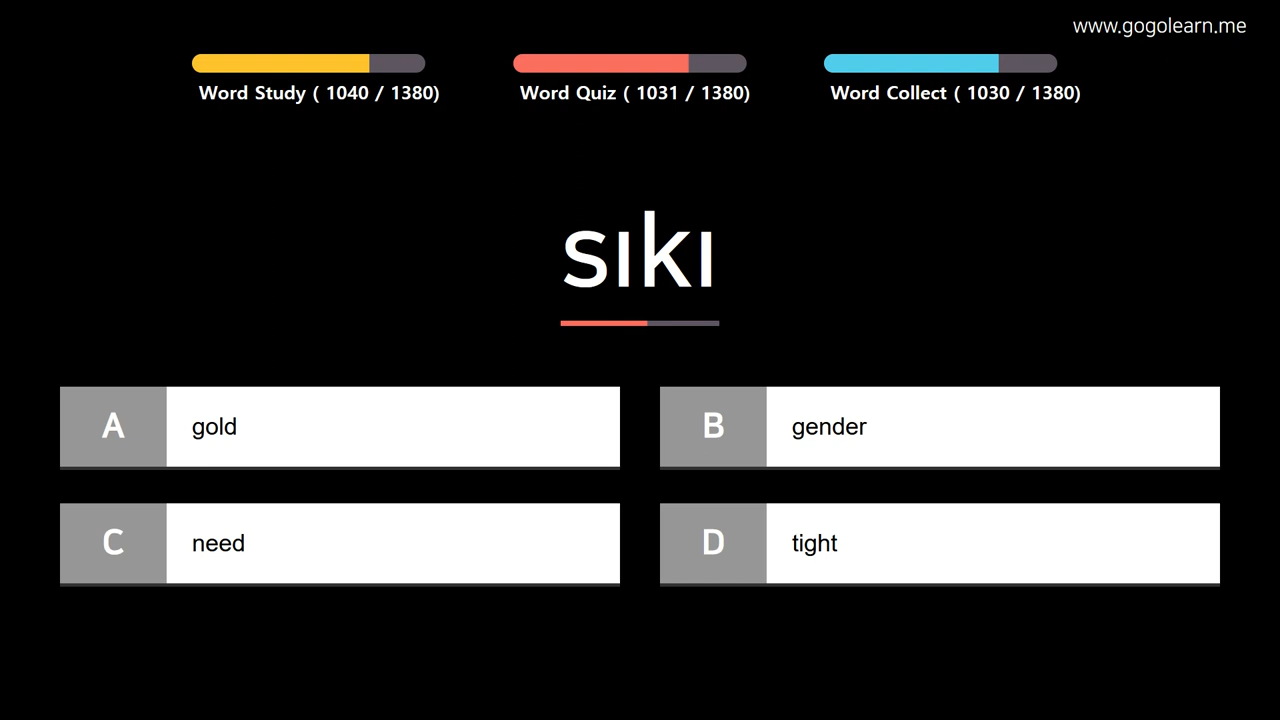 www.gogolearn.me
Word Study ( 1040 / 1380)
Word Quiz ( 1031 / 1380)
Word Collect ( 1030 / 1380)
sıkı
A
gold
B
gender
C
need
D
tight